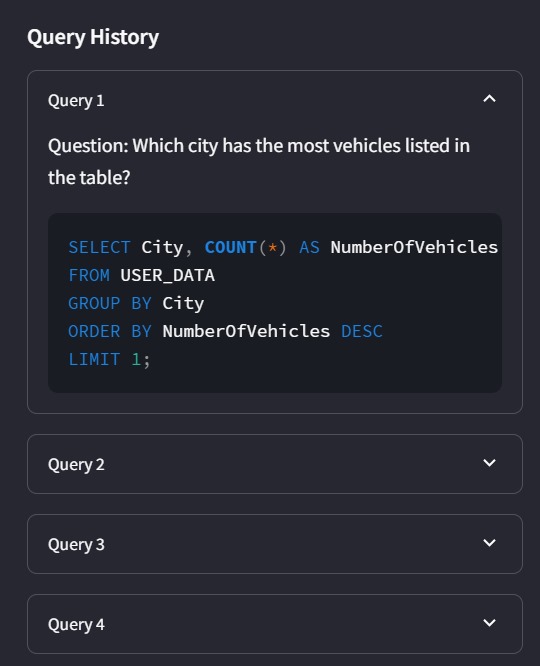 Query History
Query 1
Question: Which city has the most vehicles listed in
the table?
SELECT City, COUNT(*) AS NumberOfVehicles
FROM USER_DATA
GROUP BY City
ORDER BY NumberOfVehicles DESC
LIMIT 1;
Query 2
Query 3
Query 4